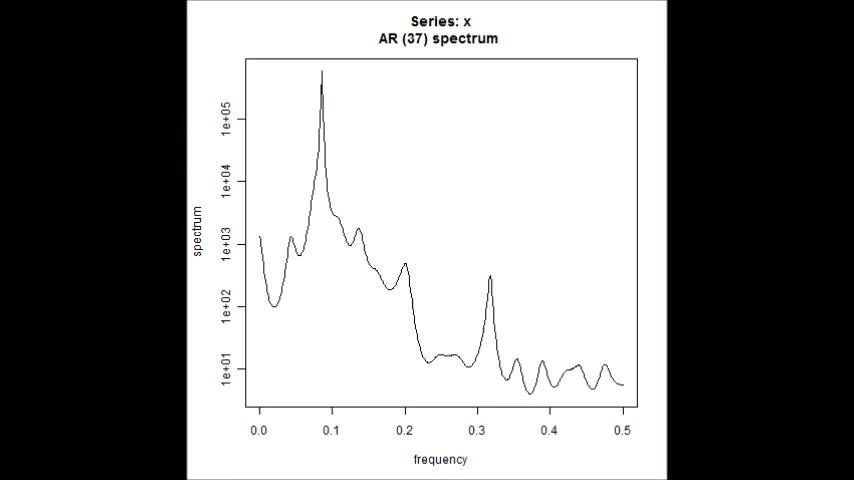 Series: x
AR (37) spectrum
spectrum
1e+05
1e+04
1e+03
1e+02
1e+01
0.0 0.1 0.2 0.3 0.4 0.5
frequency